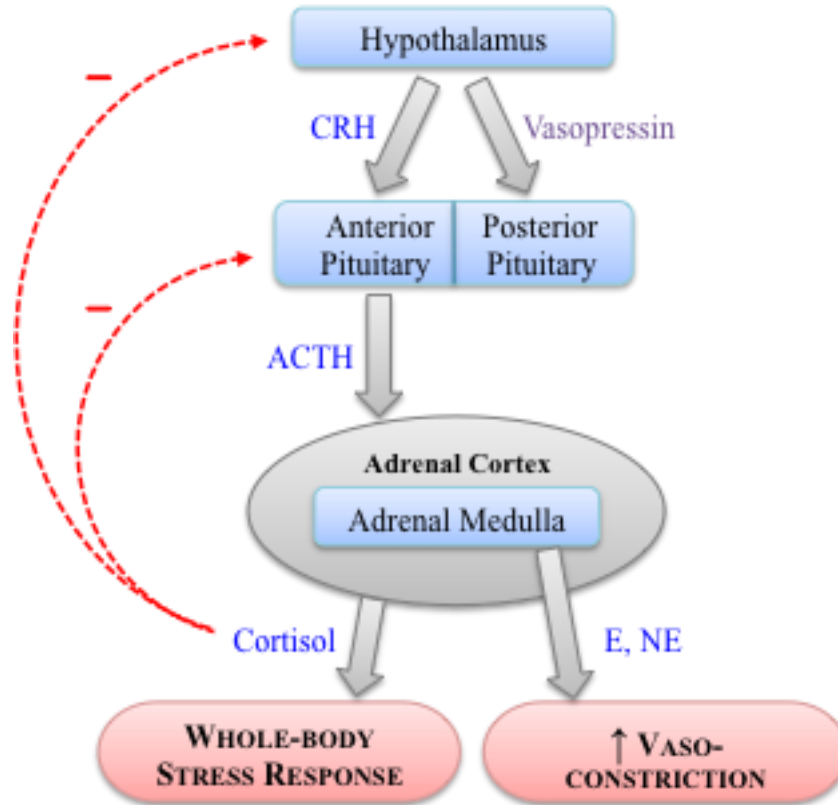 Hypothalamus
CRH
Vasopressin
Anterior
Pituitary
Posterior
Pituitary
ACTH
Adrenal Cortex
Adrenal Medulla
Cortisol
E, NE
WHOLE-BODY
STRESS RESPONSE
↑ VASO-
CONSTRICTION